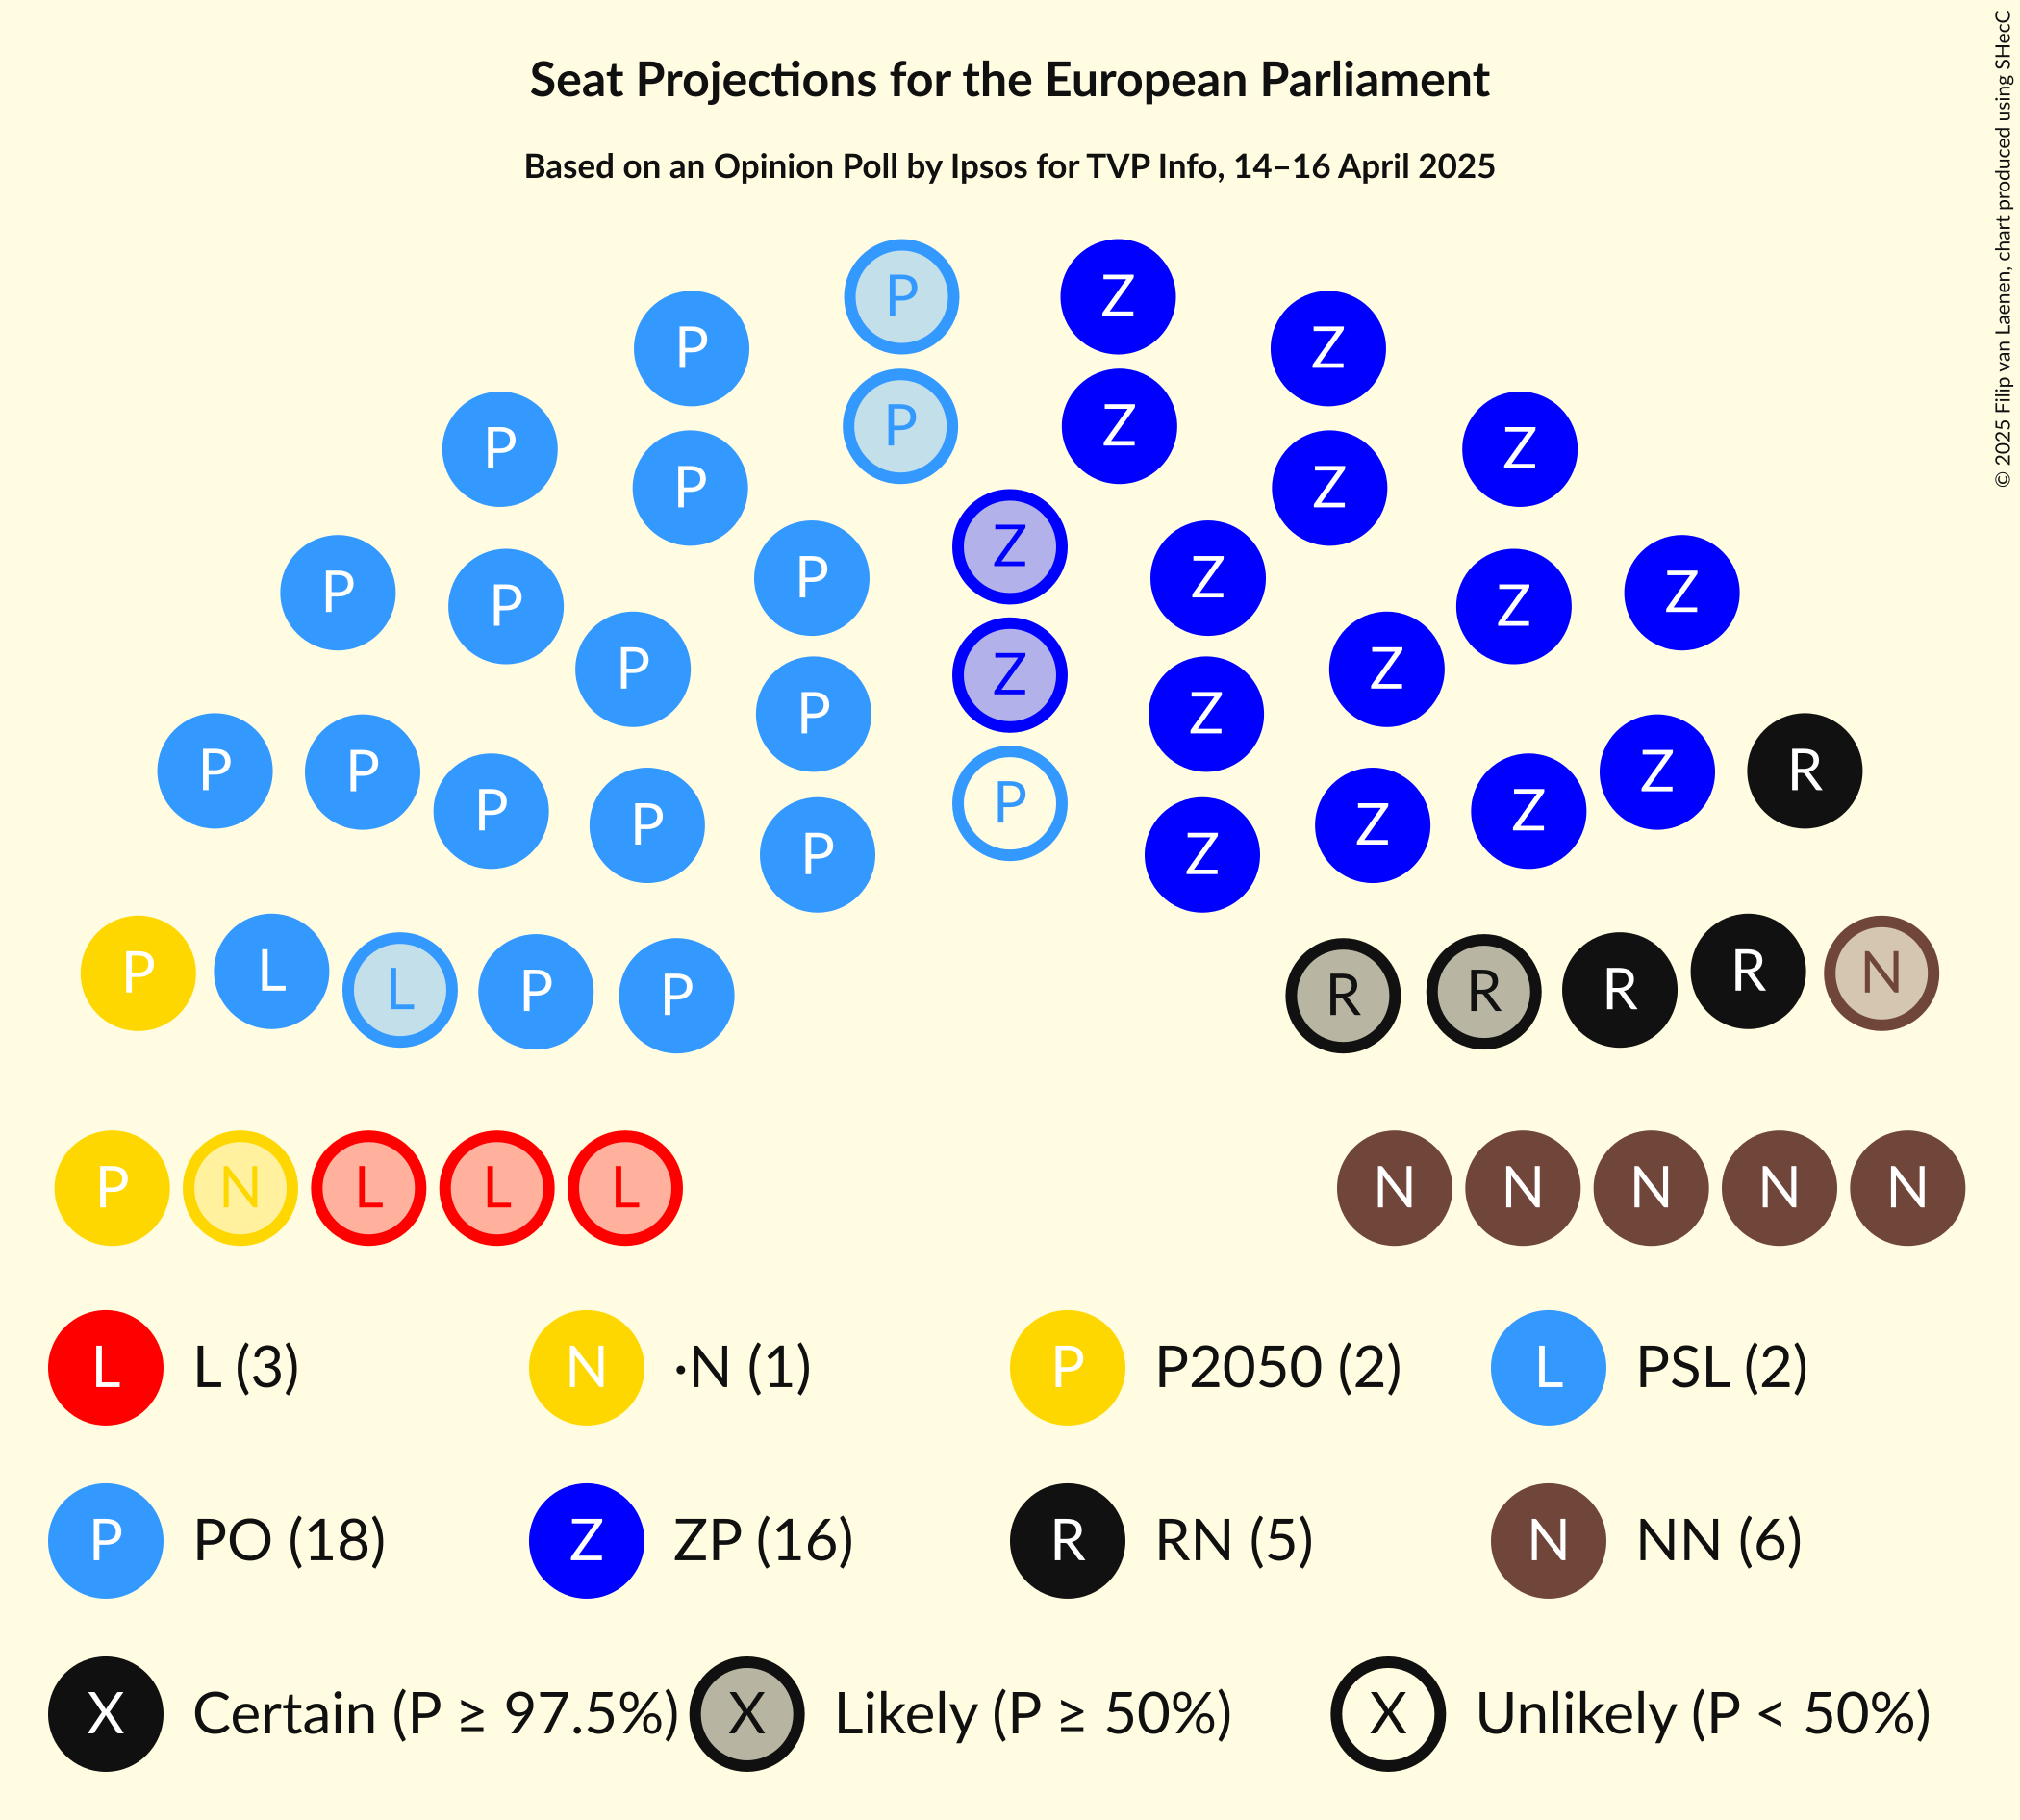 Seat Projections for the European Parliament
Based on an Opinion Poll by Ipsos for TVP Info, 14–16 April 2025
© 2025 Filip van Laenen, chart produced using SHecC
P Z
P Z
P Z
P Z
P Z
P Z
Z
P Z
P P Z Z
P Z
Z
P Z
P P Z R
P
P P Z Z
P Z
P L L P P R R R R N
P N L L L N N N N N
L L (3) N ·N (1) P P2050 (2) L PSL (2)
P PO (18) Z ZP (16) R RN (5) N NN (6)
X Certain (P ≥ 97.5%) X Likely (P ≥ 50%) X Unlikely (P < 50%)